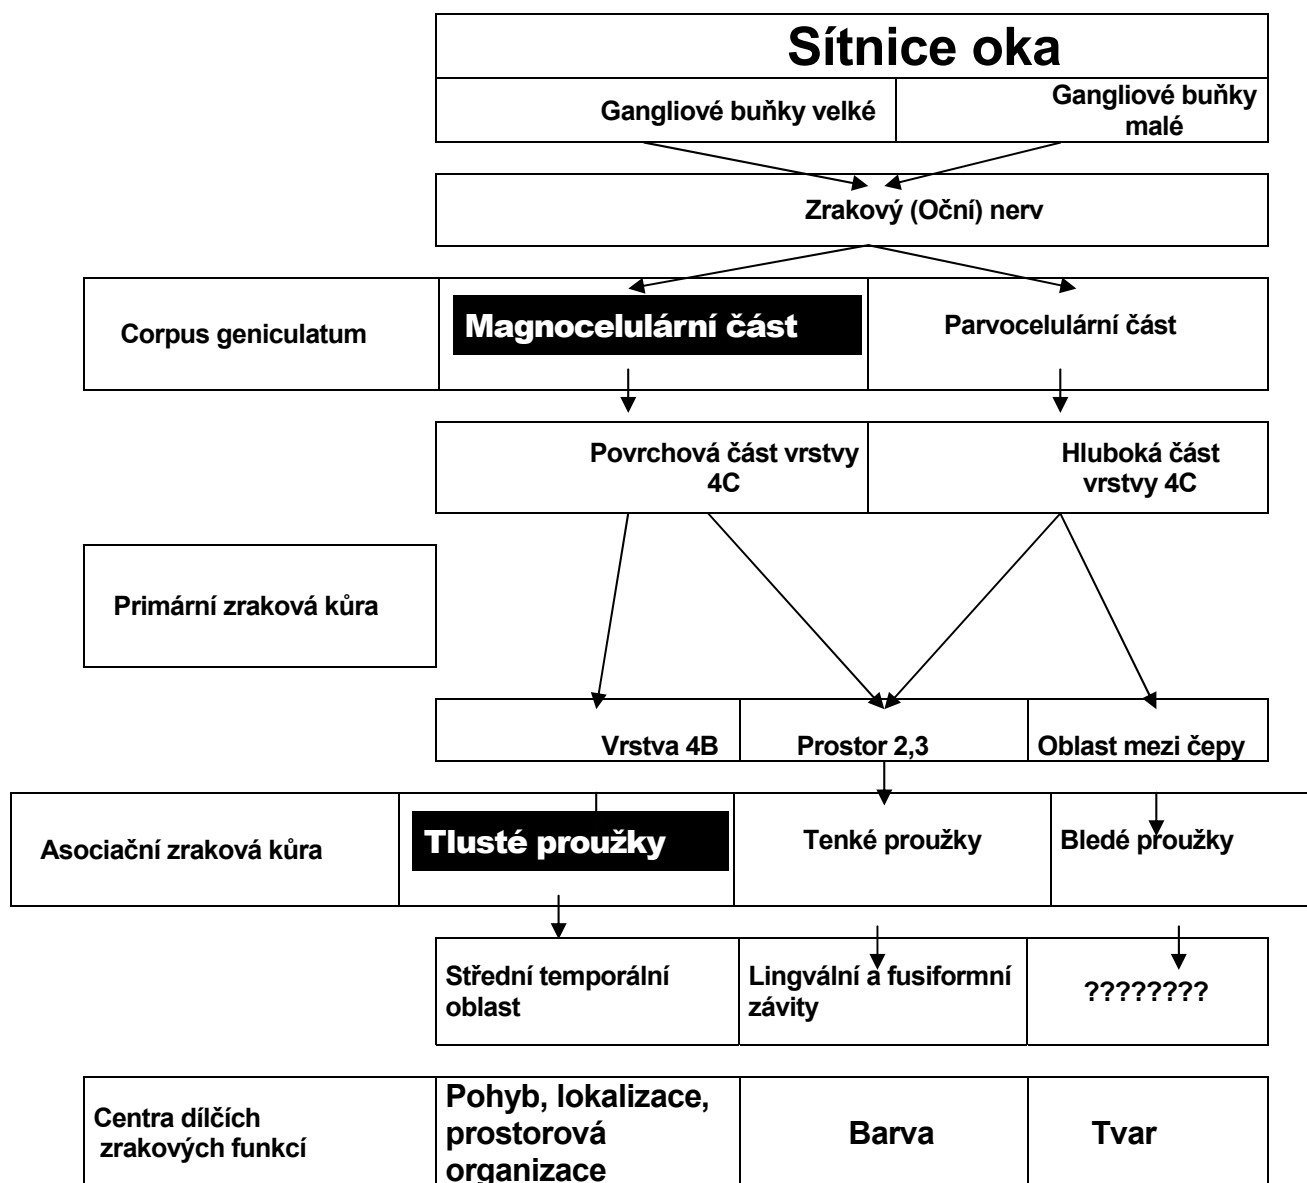 Sítnice oka
Gangliové buňky velké
Gangliové buňky
malé
Zrakový (Oční) nerv
Corpus geniculatum
Magnocelulární část
Parvocelulární část
Povrchová část vrstvy
4C
Hluboká část
vrstvy 4C
Primární zraková kůra
Vrstva 4B
Prostor 2,3
Oblast mezi čepy
Asociační zraková kůra
Tlusté proužky
Tenké proužky
Bledé proužky
Střední temporální
oblast
Lingvální a fusiformní
závity
????????
Centra dílčích
zrakových funkcí
Pohyb, lokalizace,
prostorová
organizace
Barva
Tvar